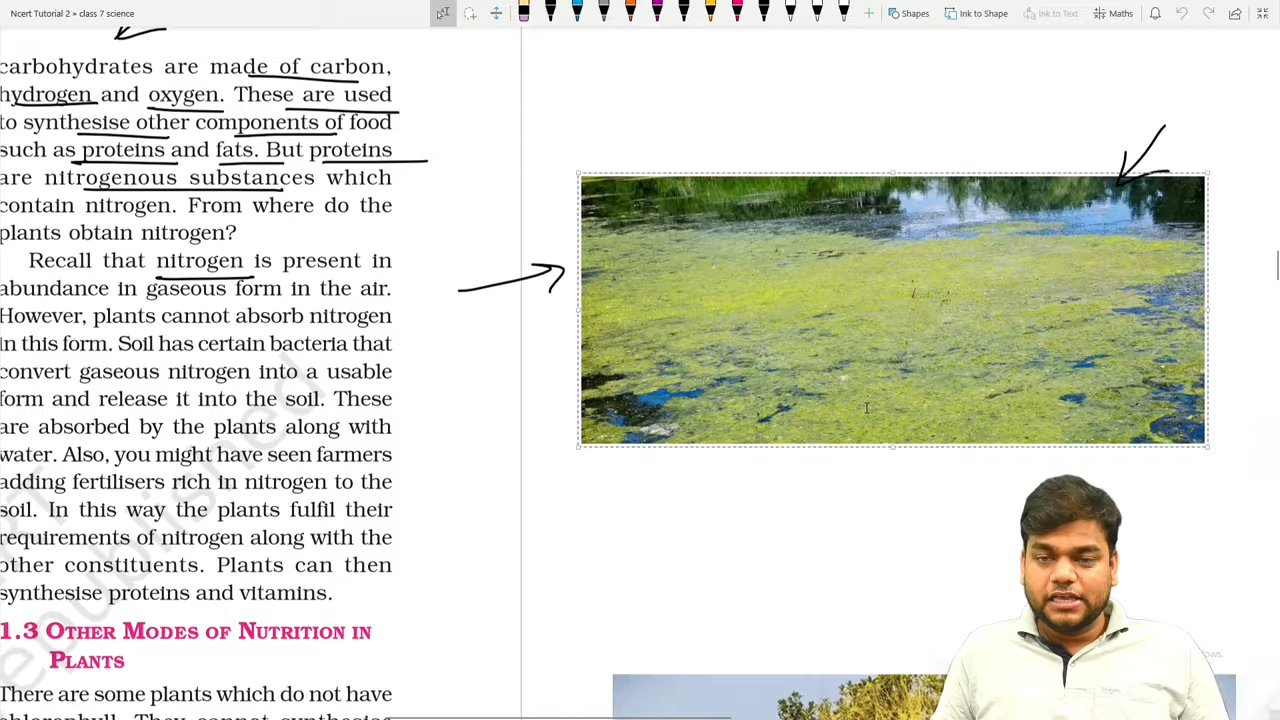 Ncert Tutorial 2 » class 7 science
Shapes
Ink to Shape
Ink to Text
Maths
carbohydrates are made of carbon,
hydrogen and oxygen. These are used
to synthesise other components of food
such as proteins and fats. But proteins
are nitrogenous substances which
contain nitrogen. From where do the
plants obtain nitrogen?
Recall that nitrogen is present in
abundance in gaseous form in the air.
However, plants cannot absorb nitrogen
in this form. Soil has certain bacteria that
convert gaseous nitrogen into a usable
form and release it into the soil. These
are absorbed by the plants along with
water. Also, you might have seen farmers
adding fertilisers rich in nitrogen to the
soil. In this way the plants fulfil their
requirements of nitrogen along with the
other constituents. Plants can then
synthesise proteins and vitamins.
1.3 OTHER MODES OF NUTRITION IN
PLANTS
There are some plants which do not have